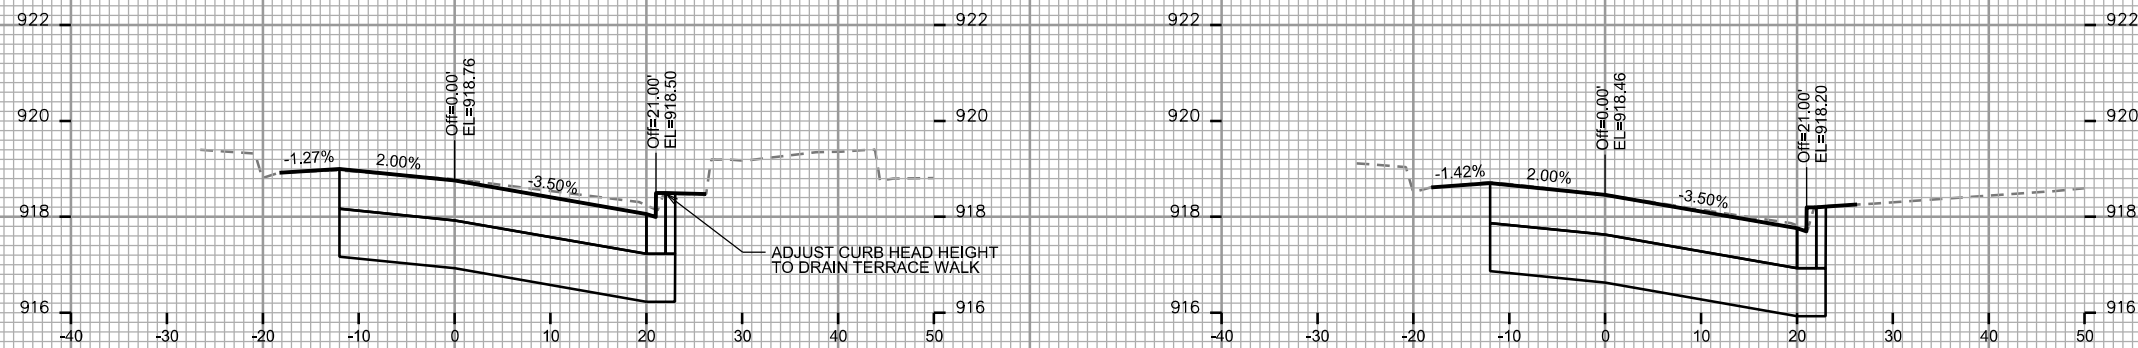 922 922 922 922
Off=0.00'
EL=918.76
Off=21.00'
EL=918.50
Off=0.00'
EL=918.46
Off=21.00'
EL=918.20
920 920 920 920
-1.27% 2.00% -3.50% -1.42% 2.00% -3.50%
918 918 918 918
ADJUST CURB HEAD HEIGHT
TO DRAIN TERRACE WALK
916 916 916 916
-40 -30 -20 -10 0 10 20 30 40 50 -40 -30 -20 -10 0 10 20 30 40 50